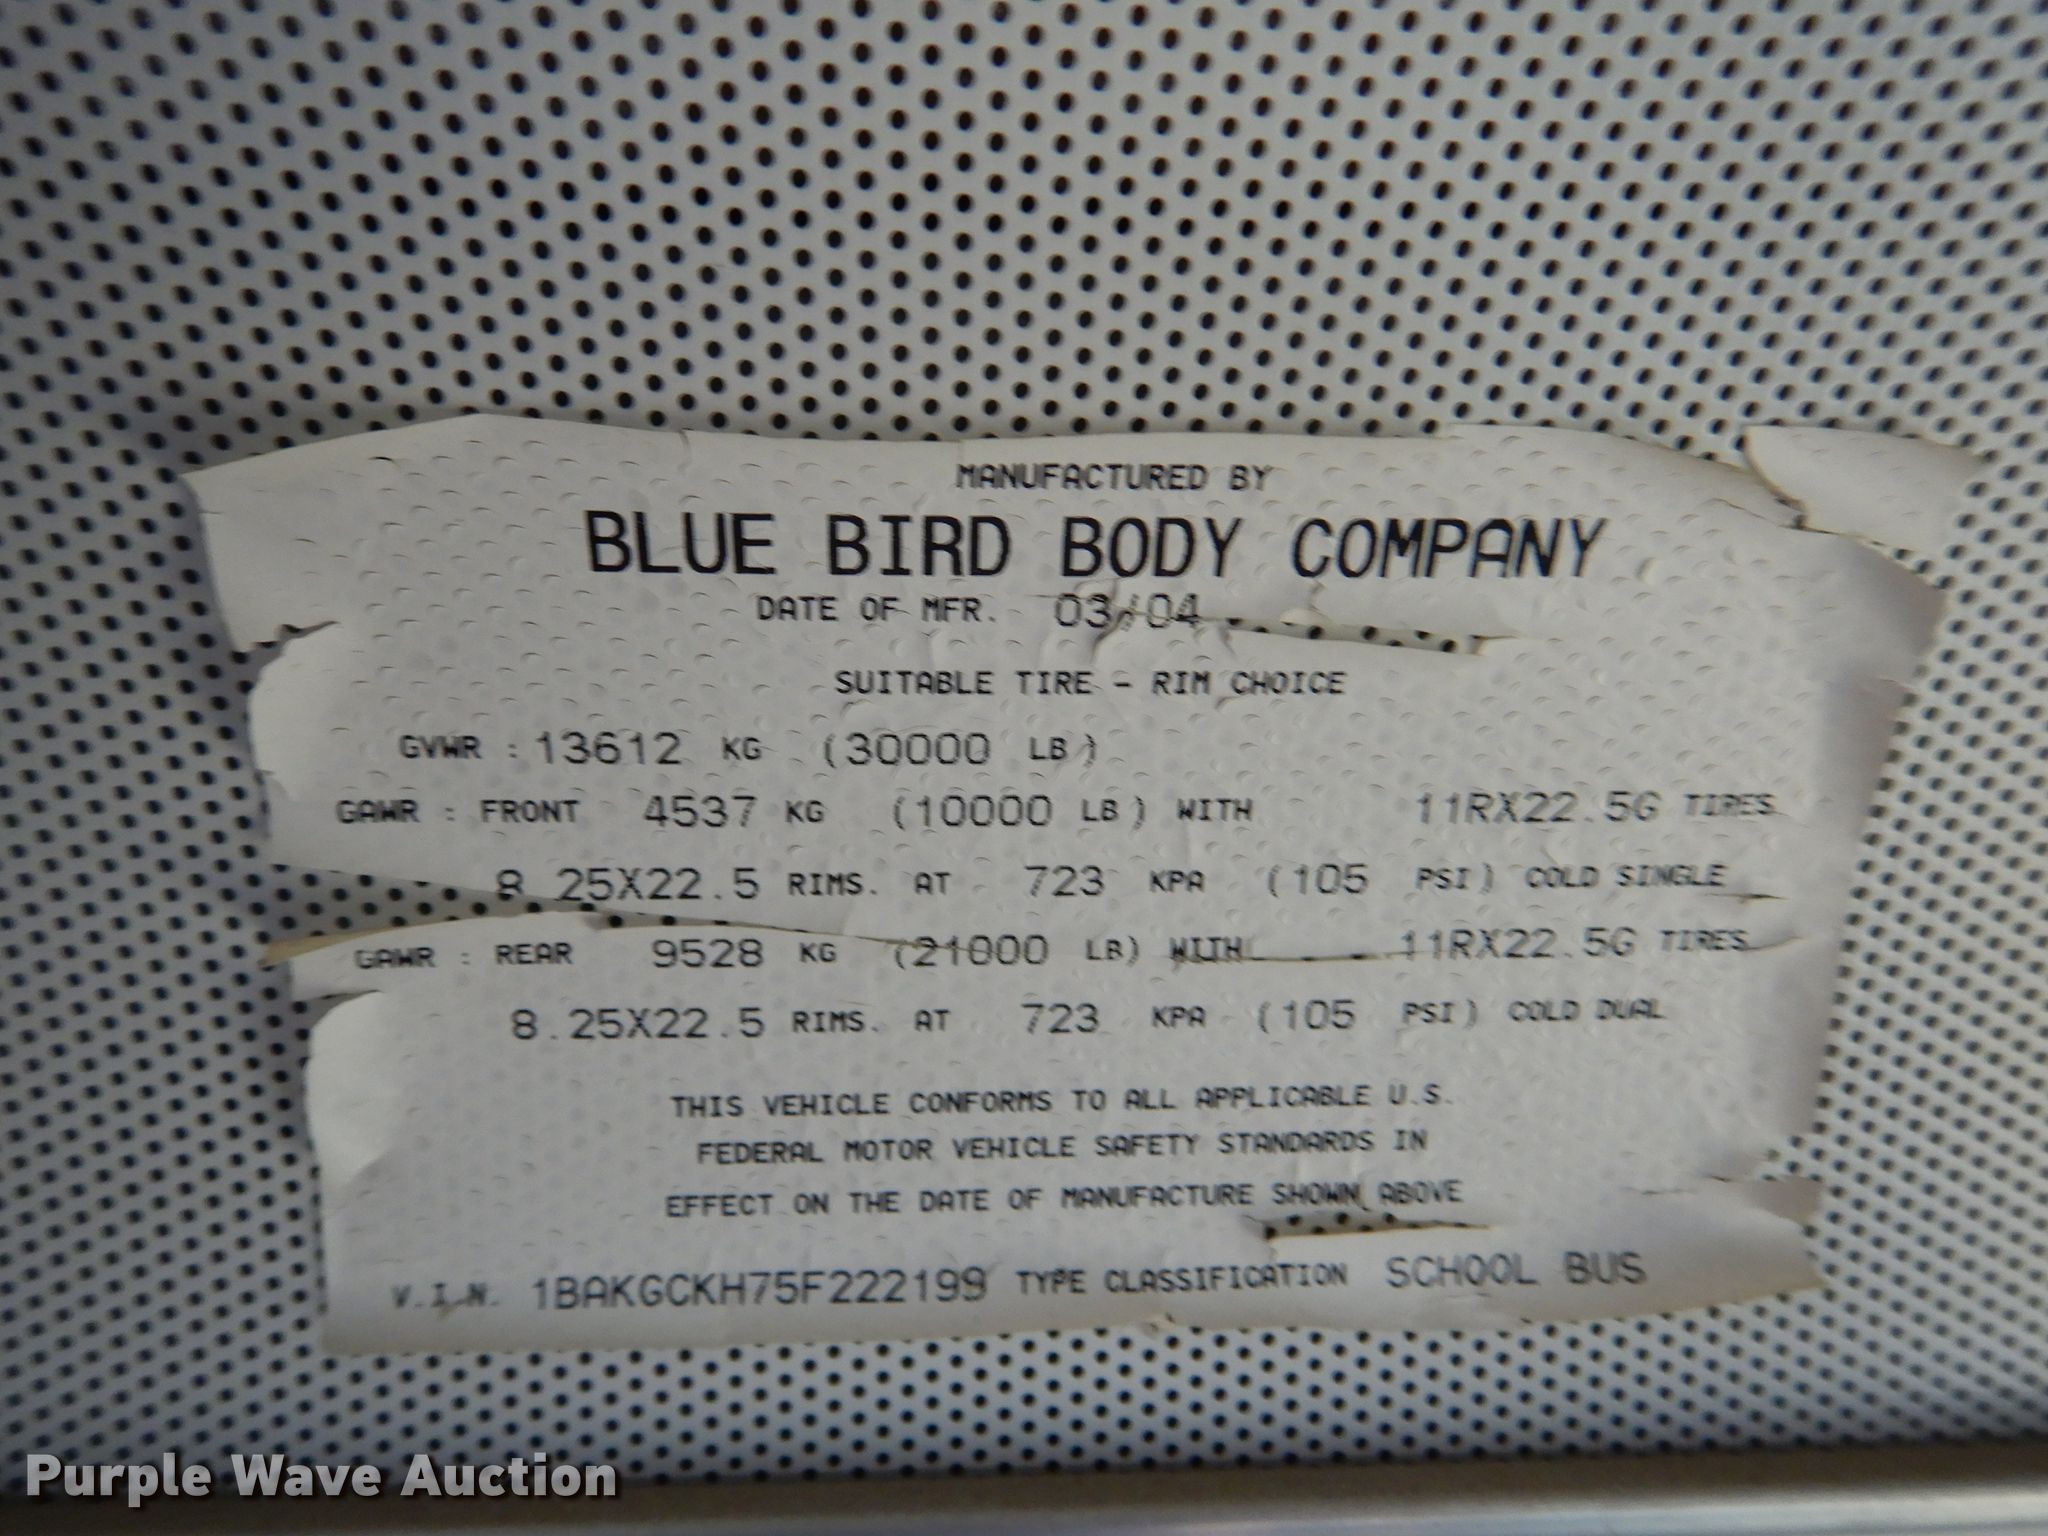 MANUFACTURED BY
BLUE BIRD BODY COMPANY
DATE OF MFR. 03/04
SUITABLE TIRE - RIM CHOICE
GVWR : 13612 KG (30000 LB)
GAWR : FRONT 4537 KG (10000 LB) WITH 11RX22.5G TIRES
8.25X22.5 RIMS. AT 723 KPA (105 PSI) COLD SINGLE
GAWR : REAR 9528 KG (21000 LB) WITH 11RX22.5G TIRES
8.25X22.5 RIMS. AT 723 KPA (105 PSI) COLD DUAL
THIS VEHICLE CONFORMS TO ALL APPLICABLE U.S.
FEDERAL MOTOR VEHICLE SAFETY STANDARDS IN
EFFECT ON THE DATE OF MANUFACTURE SHOWN ABOVE
V.I.N. 1BAKGCKH75F222199 TYPE CLASSIFICATION SCHOOL BUS
Purple Wave Auction